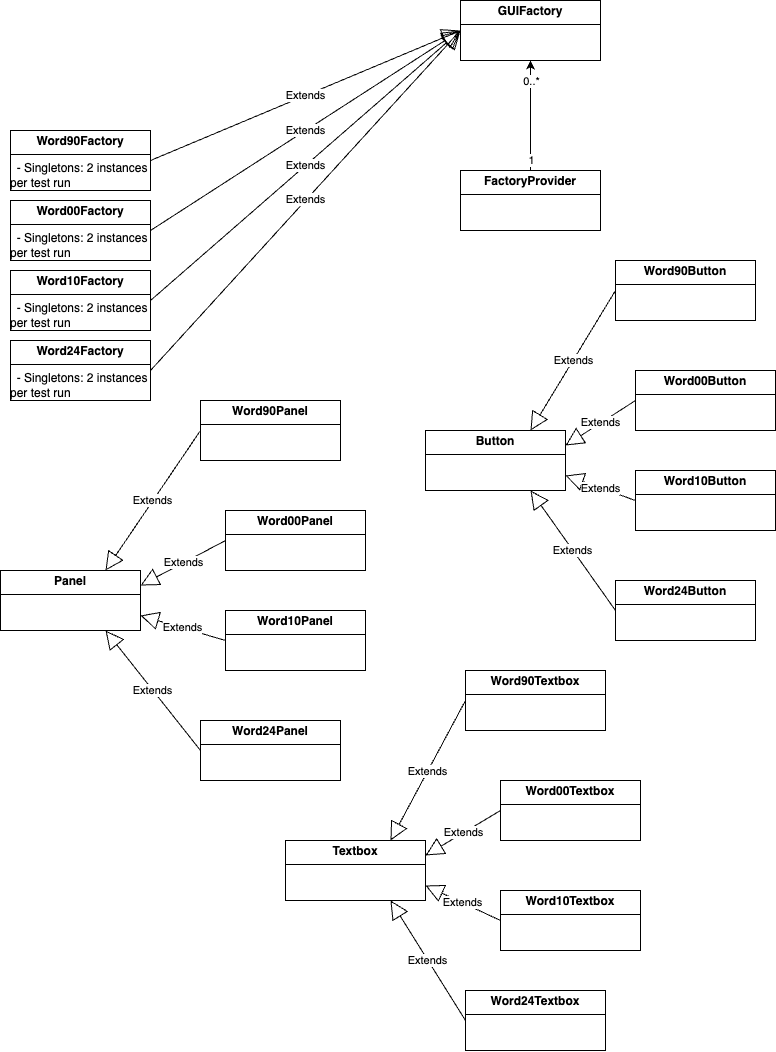 GUIFactory
Extends
0..*
Extends
Word90Factory
- Singletons: 2 instances
per test run
Extends
1
FactoryProvider
Extends
Word00Factory
- Singletons: 2 instances
per test run
Word10Factory
- Singletons: 2 instances
per test run
Word24Factory
- Singletons: 2 instances
per test run
Word90Button
Extends
Word00Button
Extends
Button
Word10Button
Extends
Extends
Word24Button
Word90Panel
Extends
Word00Panel
Extends
Panel
Word10Panel
Extends
Extends
Word24Panel
Word90Textbox
Extends
Word00Textbox
Extends
Textbox
Word10Textbox
Extends
Extends
Word24Textbox